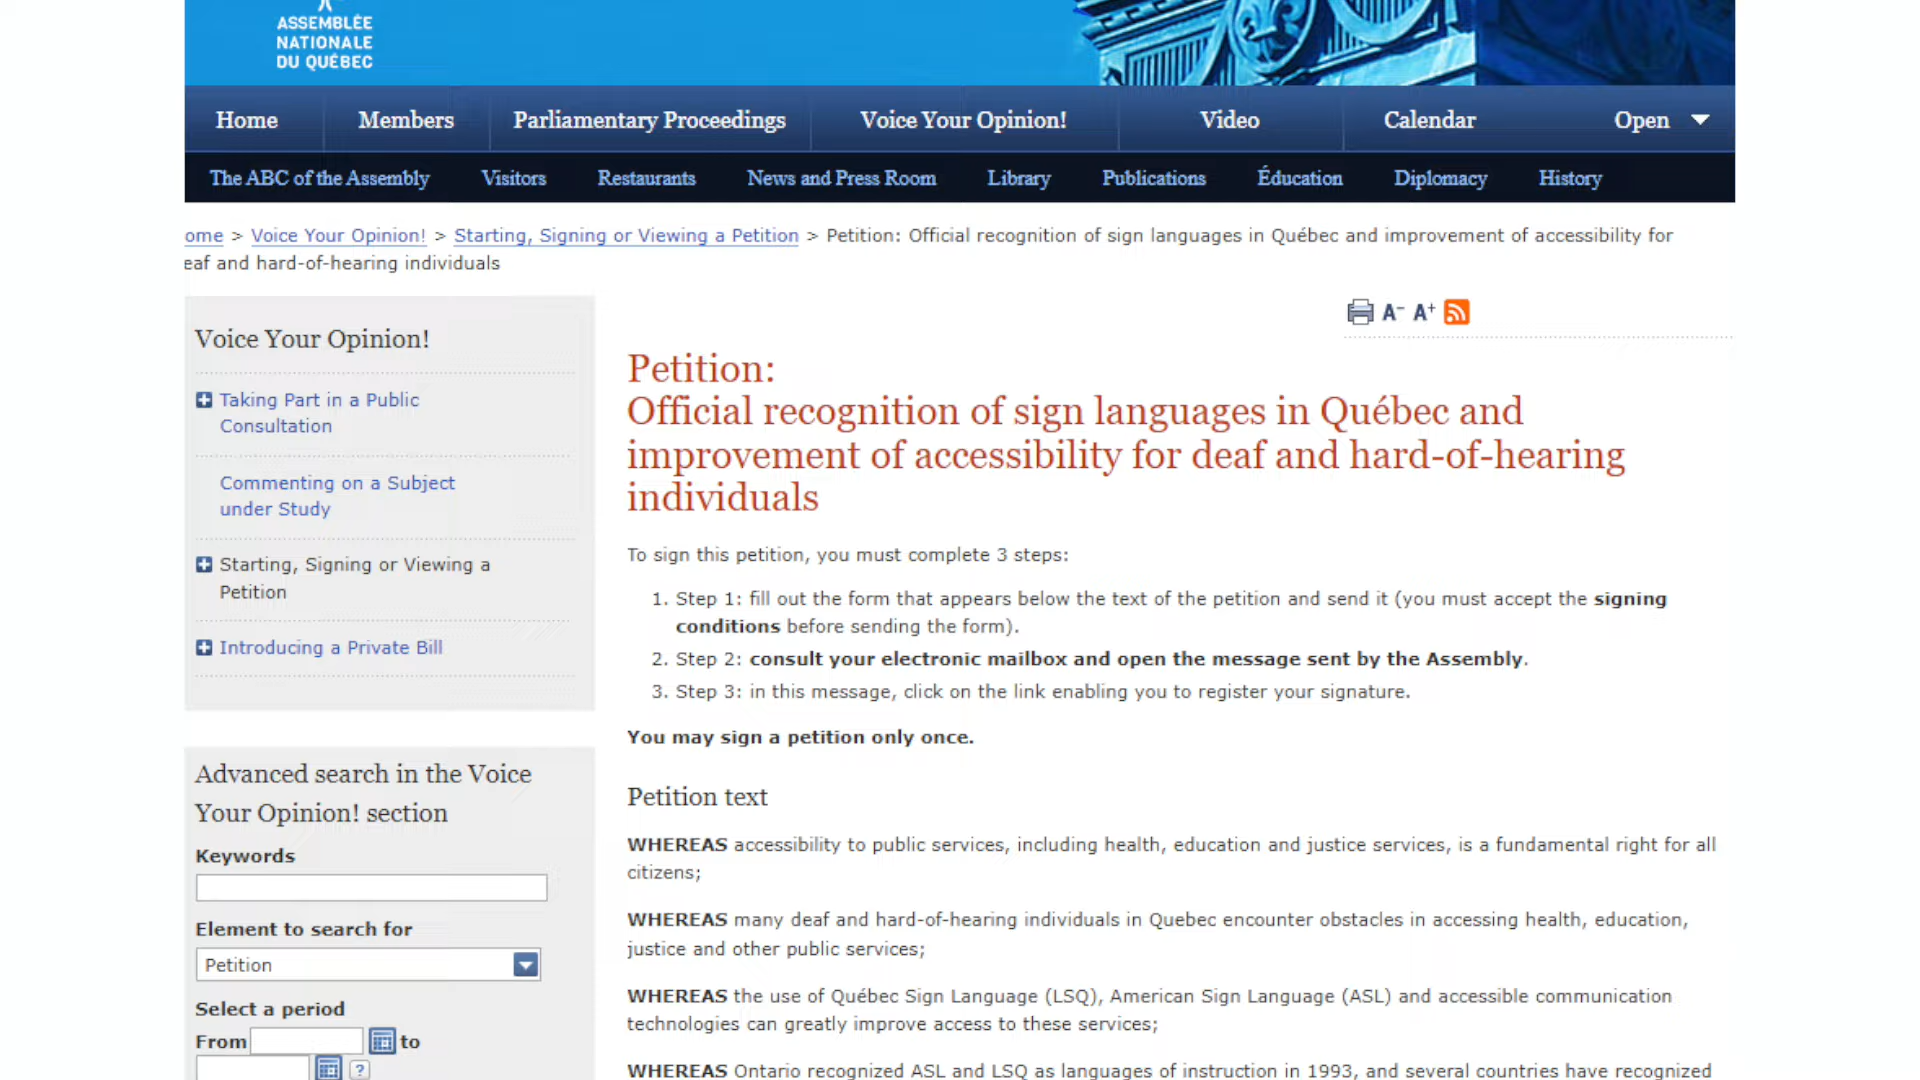 ASSEMBLÉE
NATIONALE
DU QUÉBEC
Home Members Parliamentary Proceedings Voice Your Opinion! Video Calendar Open
The ABC of the Assembly Visitors Restaurants News and Press Room Library Publications Éducation Diplomacy History
ome > Voice Your Opinion! > Starting, Signing or Viewing a Petition > Petition: Official recognition of sign languages in Québec and improvement of accessibility for
eaf and hard-of-hearing individuals
A- A+
Voice Your Opinion!
Taking Part in a Public
Consultation
Commenting on a Subject
under Study
Starting, Signing or Viewing a
Petition
Introducing a Private Bill
Advanced search in the Voice
Your Opinion! section
Keywords
Element to search for
Petition
Select a period
From to
?
Petition:
Official recognition of sign languages in Québec and
improvement of accessibility for deaf and hard-of-hearing
individuals
To sign this petition, you must complete 3 steps:
1. Step 1: fill out the form that appears below the text of the petition and send it (you must accept the signing
conditions before sending the form).
2. Step 2: consult your electronic mailbox and open the message sent by the Assembly.
3. Step 3: in this message, click on the link enabling you to register your signature.
You may sign a petition only once.
Petition text
WHEREAS accessibility to public services, including health, education and justice services, is a fundamental right for all
citizens;
WHEREAS many deaf and hard-of-hearing individuals in Quebec encounter obstacles in accessing health, education,
justice and other public services;
WHEREAS the use of Québec Sign Language (LSQ), American Sign Language (ASL) and accessible communication
technologies can greatly improve access to these services;
WHEREAS Ontario recognized ASL and LSQ as languages of instruction in 1993, and several countries have recognized